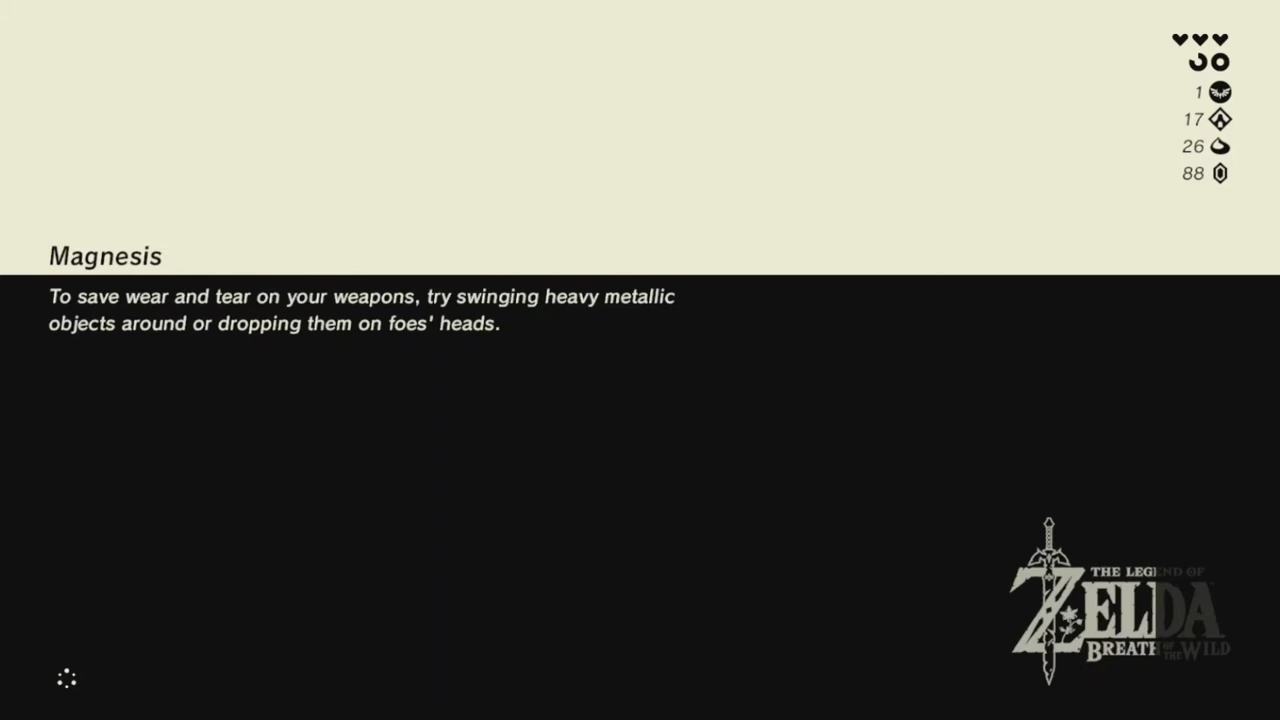 1
17
26
88
Magnesis
To save wear and tear on your weapons, try swinging heavy metallic
objects around or dropping them on foes' heads.
THE LEGEND OF
ZELDA
BREATH OF THE WILD